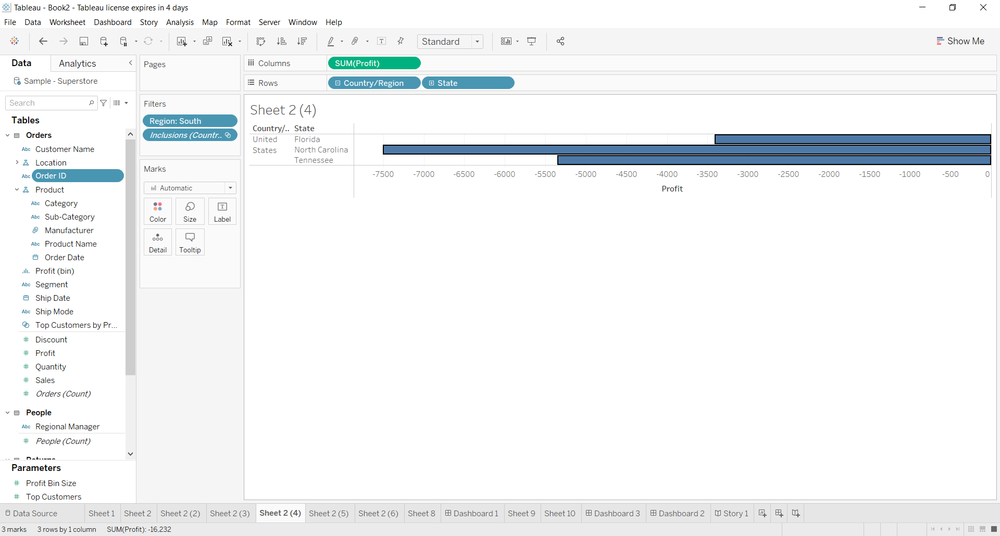 Tableau - Book2 - Tableau license expires in 4 days
File Data Worksheet Dashboard Story Analysis Map Format Server Window Help
Standard
Show Me
Data Analytics
Sample - Superstore
Search
Tables
Orders
Abc Customer Name
Location
Abc Order ID
Product
Abc Category
Abc Sub-Category
Manufacturer
Abc Product Name
Order Date
Profit (bin)
Abc Segment
Ship Date
Abc Ship Mode
Top Customers by Pr...
# Discount
# Profit
# Quantity
# Sales
# Orders (Count)
People
Abc Regional Manager
# People (Count)
Returns
Parameters
# Profit Bin Size
# Top Customers
Pages
Filters
Region: South
Inclusions (Countr..
Marks
Automatic
Color Size Label
Detail Tooltip
Columns SUM(Profit)
Rows Country/Region State
Sheet 2 (4)
Country/.. State
United States
Florida
North Carolina
Tennessee
-7500 -7000 -6500 -6000 -5500 -5000 -4500 -4000 -3500 -3000 -2500 -2000 -1500 -1000 -500 0
Profit
Data Source Sheet 1 Sheet 2 Sheet 2 (2) Sheet 2 (3) Sheet 2 (4) Sheet 2 (5) Sheet 2 (6) Sheet 8 Dashboard 1 Sheet 9 Sheet 10 Dashboard 3 Dashboard 2 Story 1
3 marks 3 rows by 1 column SUM(Profit): -16,232